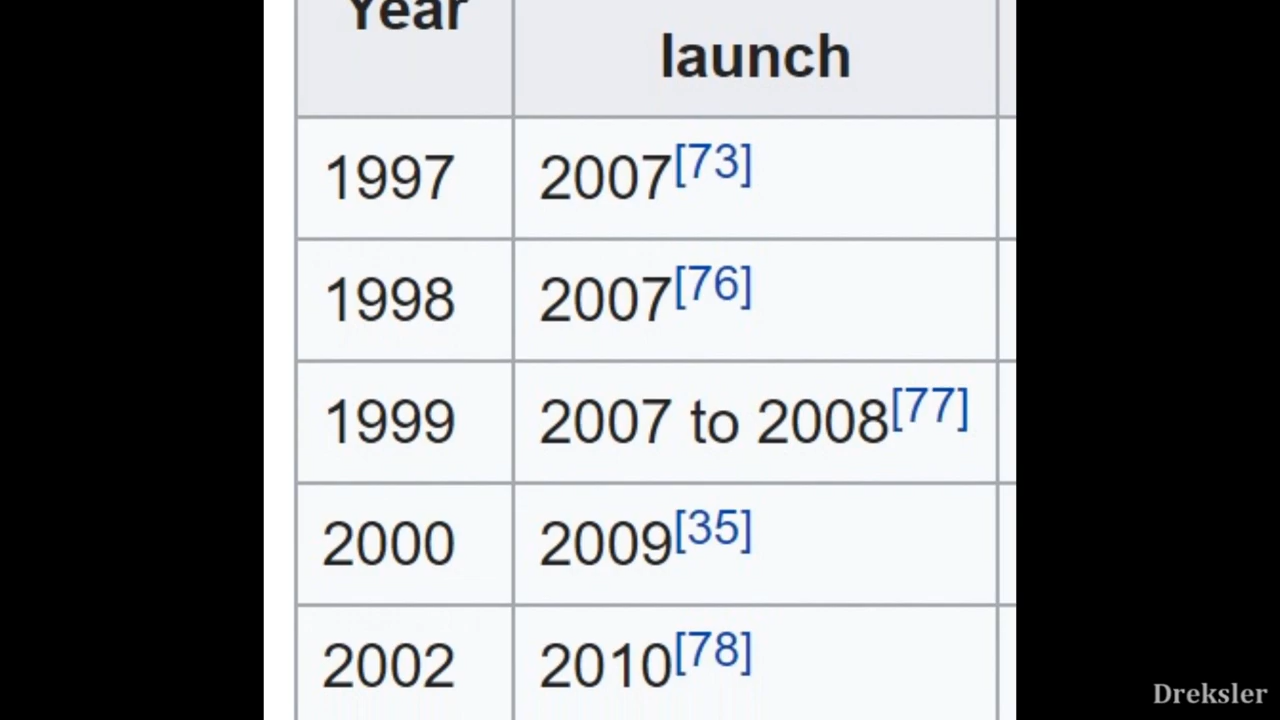 Year
launch
1997 2007[73]
1998 2007[76]
1999 2007 to 2008[77]
2000 2009[35]
2002 2010[78]
Dreksler